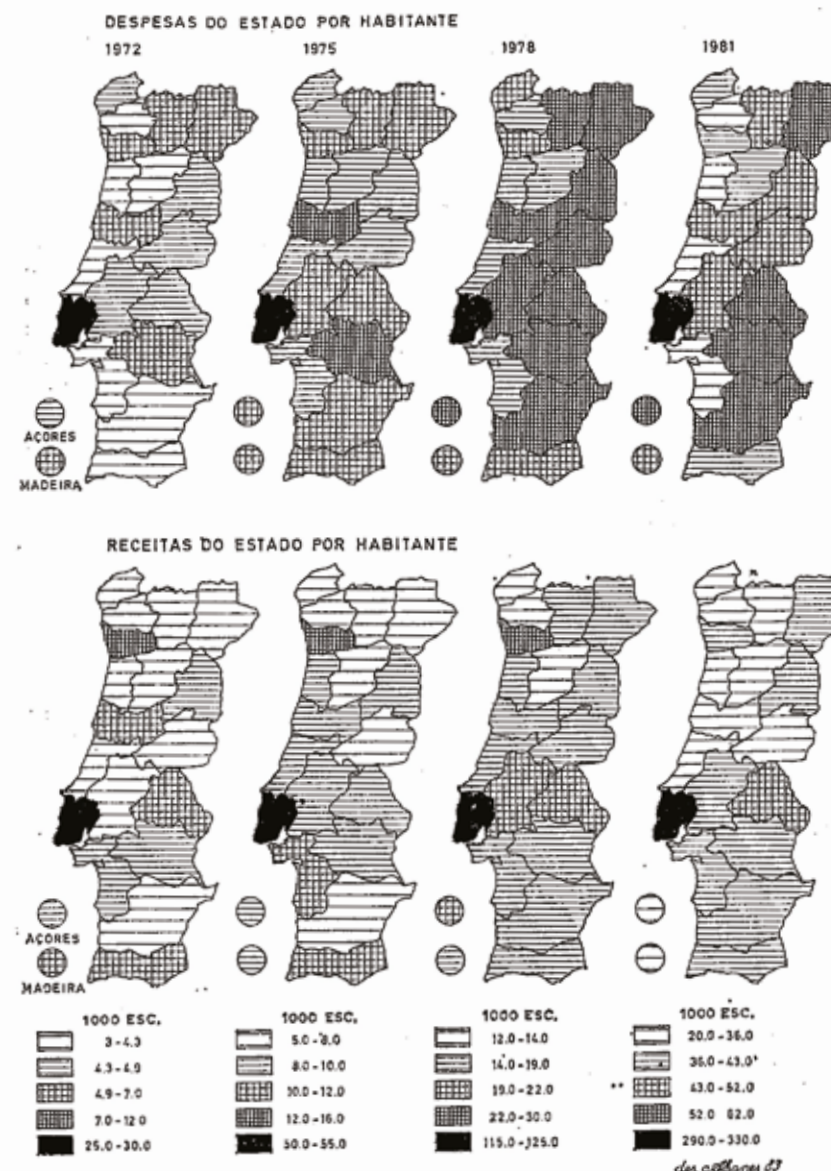 DESPESAS DO ESTADO POR HABITANTE
1972 1975 1978 1981
AÇORES
MADEIRA
RECEITAS DO ESTADO POR HABITANTE
AÇORES
MADEIRA
1000 ESC. 1000 ESC. 1000 ESC. 1000 ESC.
3-4.3 5.0-8.0 12.0-14.0 20.0-36.0
4.3-4.9 8.0-10.0 14.0-19.0 36.0-43.0
4.9-7.0 10.0-12.0 19.0-22.0 43.0-52.0
7.0-12.0 12.0-16.0 22.0-30.0 52.0 82.0
25.0-30.0 50.0-55.0 115.0-125.0 290.0-330.0